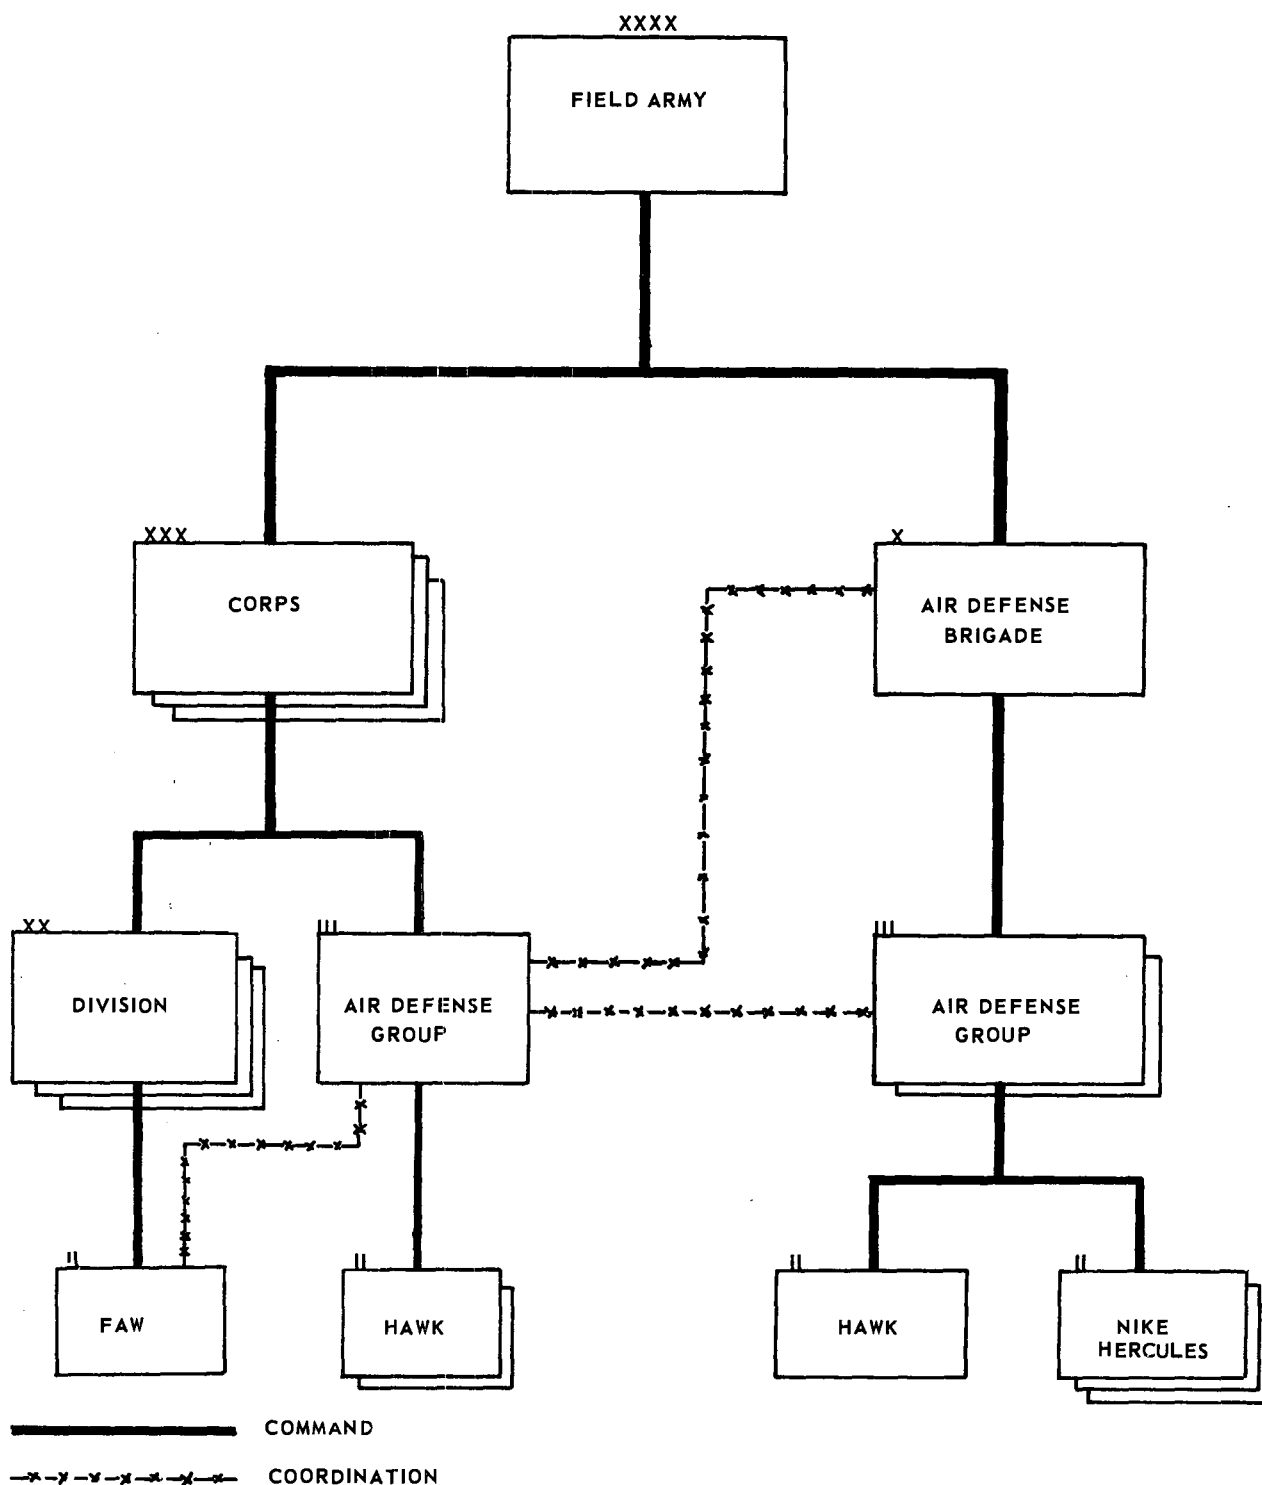 XXXX
FIELD ARMY
XXX
X
CORPS
AIR DEFENSE
BRIGADE
XX
III
III
DIVISION
AIR DEFENSE
GROUP
AIR DEFENSE
GROUP
II
II
II
II
FAW
HAWK
HAWK
NIKE
HERCULES
COMMAND
COORDINATION